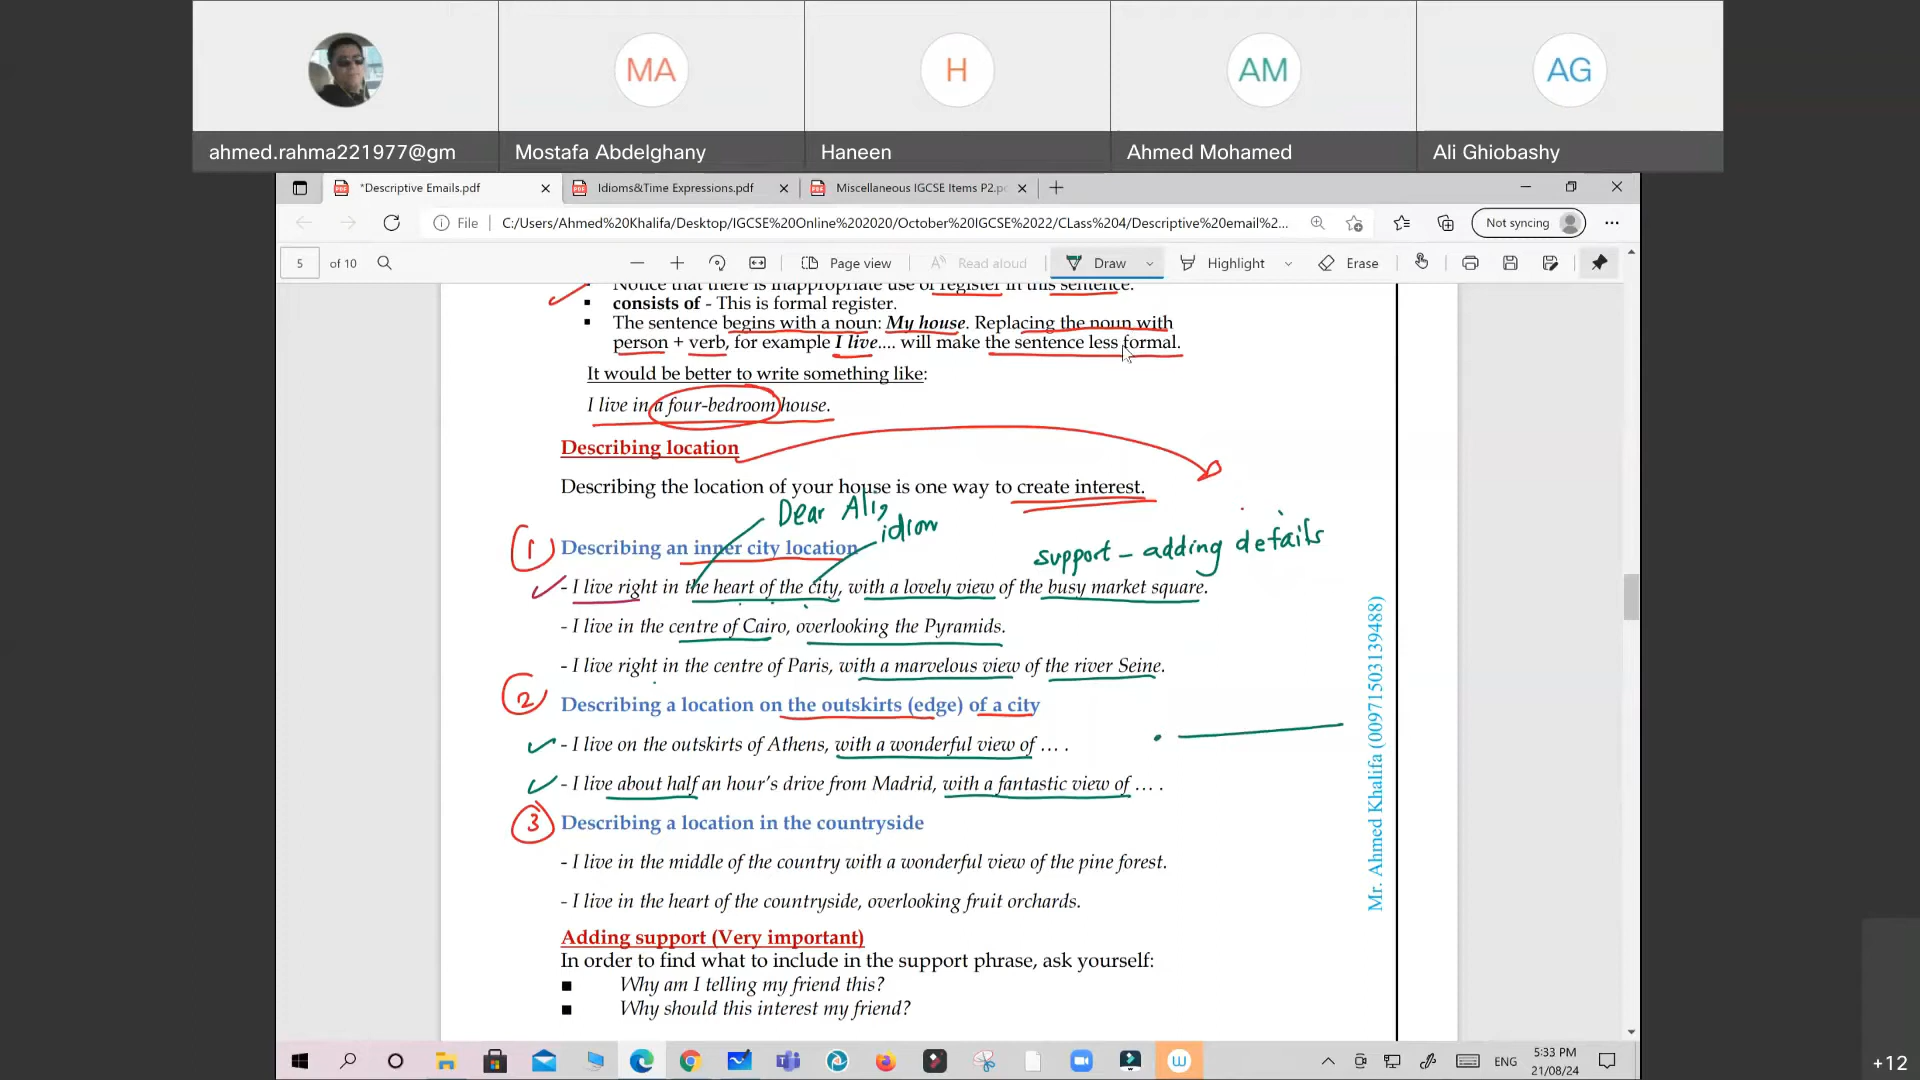 MA
H
AM
AG
ahmed.rahma221977@gm
Mostafa Abdelghany
Haneen
Ahmed Mohamed
Ali Ghiobashy
*Descriptive Emails.pdf
Idioms&Time Expressions.pdf
Miscellaneous IGCSE Items P2.p
File
C:/Users/Ahmed%20Khalifa/Desktop/IGCSE%20Online%202020/October%20IGCSE%2022/CLass%204/Descriptive%20email%2...
Not syncing
5 of 10
Page view
Read aloud
Draw
Highlight
Erase
Notice that there is inappropriate use of register in this sentence.
▪ consists of - This is formal register.
▪ The sentence begins with a noun: My house. Replacing the noun with
person + verb, for example I live.... will make the sentence less formal.
It would be better to write something like:
I live in a four-bedroom house.
Describing location
Describing the location of your house is one way to create interest.
Dear Ali,
idiom
1 Describing an inner city location
support - adding details
- I live right in the heart of the city, with a lovely view of the busy market square.
- I live in the centre of Cairo, overlooking the Pyramids.
- I live right in the centre of Paris, with a marvelous view of the river Seine.
2 Describing a location on the outskirts (edge) of a city
- I live on the outskirts of Athens, with a wonderful view of ... .
- I live about half an hour's drive from Madrid, with a fantastic view of ... .
3 Describing a location in the countryside
- I live in the middle of the country with a wonderful view of the pine forest.
- I live in the heart of the countryside, overlooking fruit orchards.
Adding support (Very important)
In order to find what to include in the support phrase, ask yourself:
■ Why am I telling my friend this?
■ Why should this interest my friend?
Mr. Ahmed Khalifa (00971503139488)
ENG
5:33 PM
21/08/24
+12